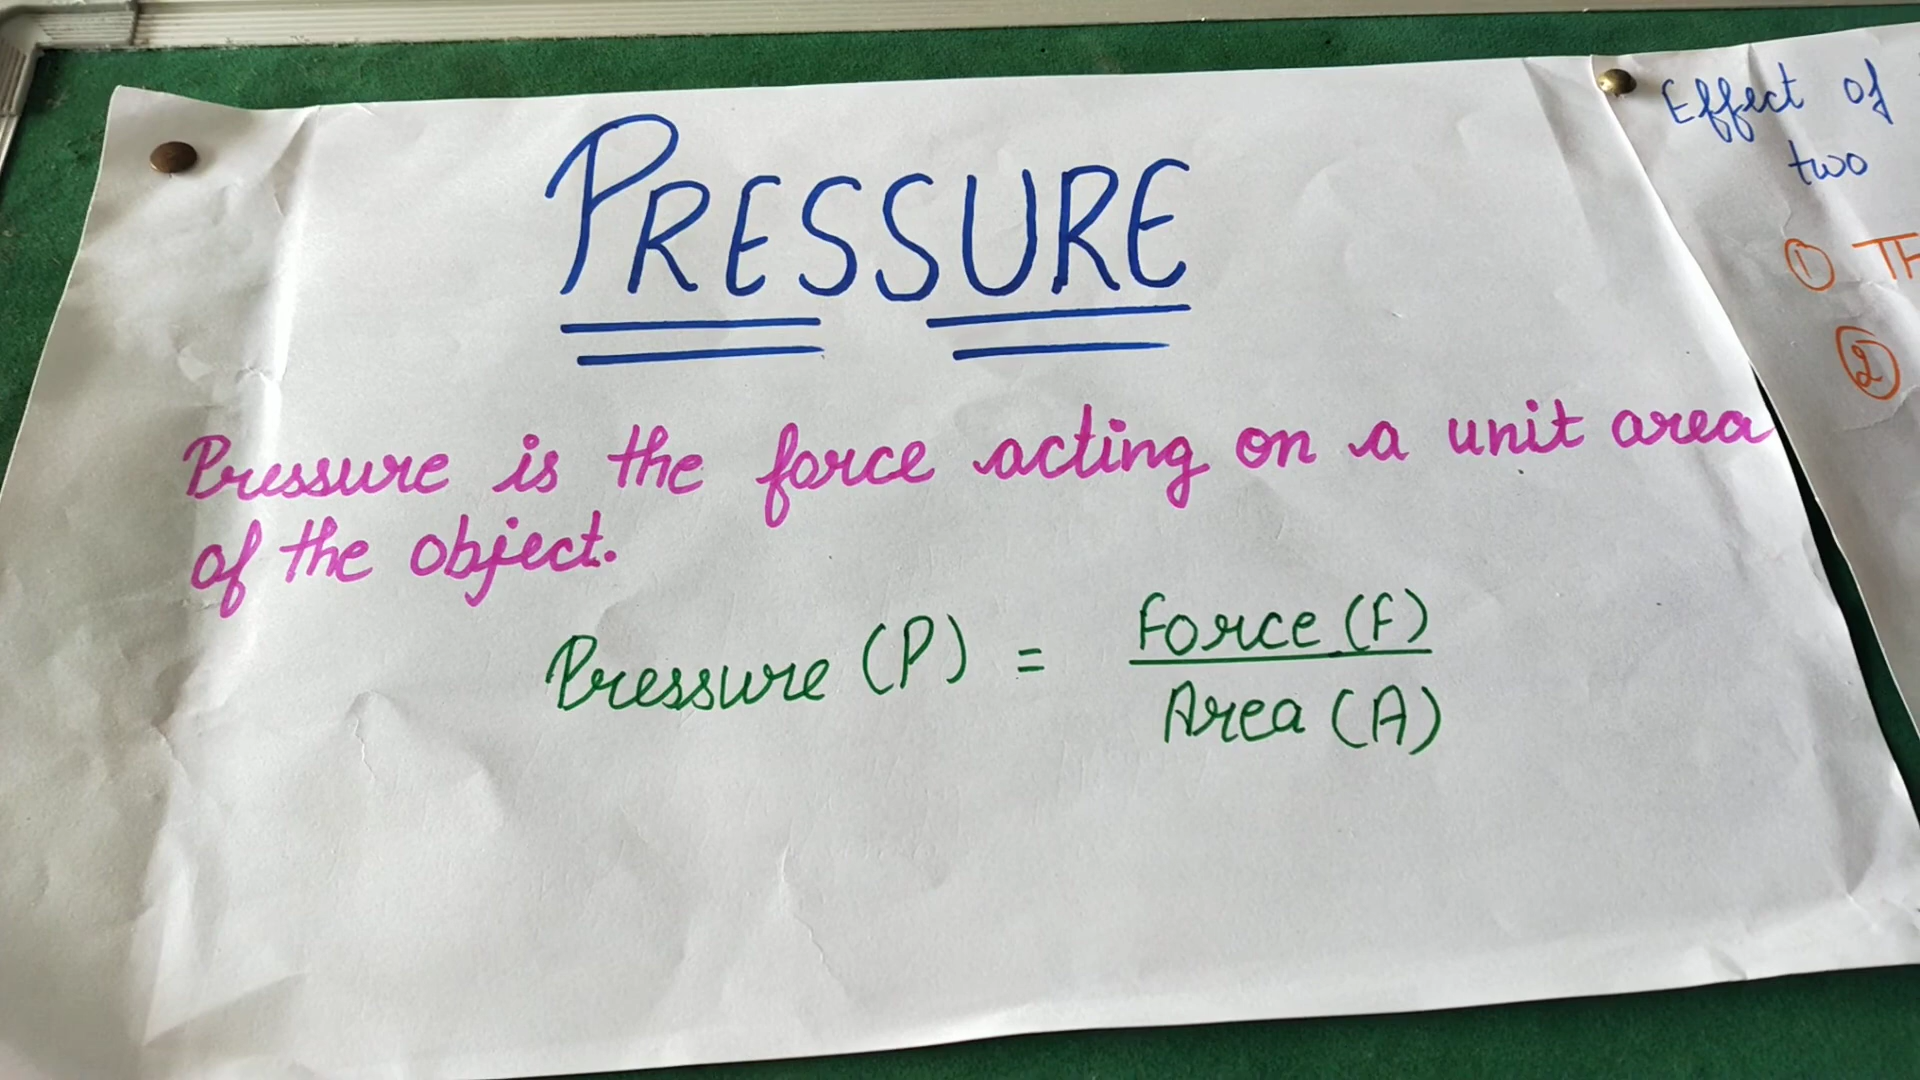 PRESSURE
Pressure is the force acting on a unit area
of the object.
Pressure (P) = Force (F)
Area (A)
Effect of
two
① TH
②